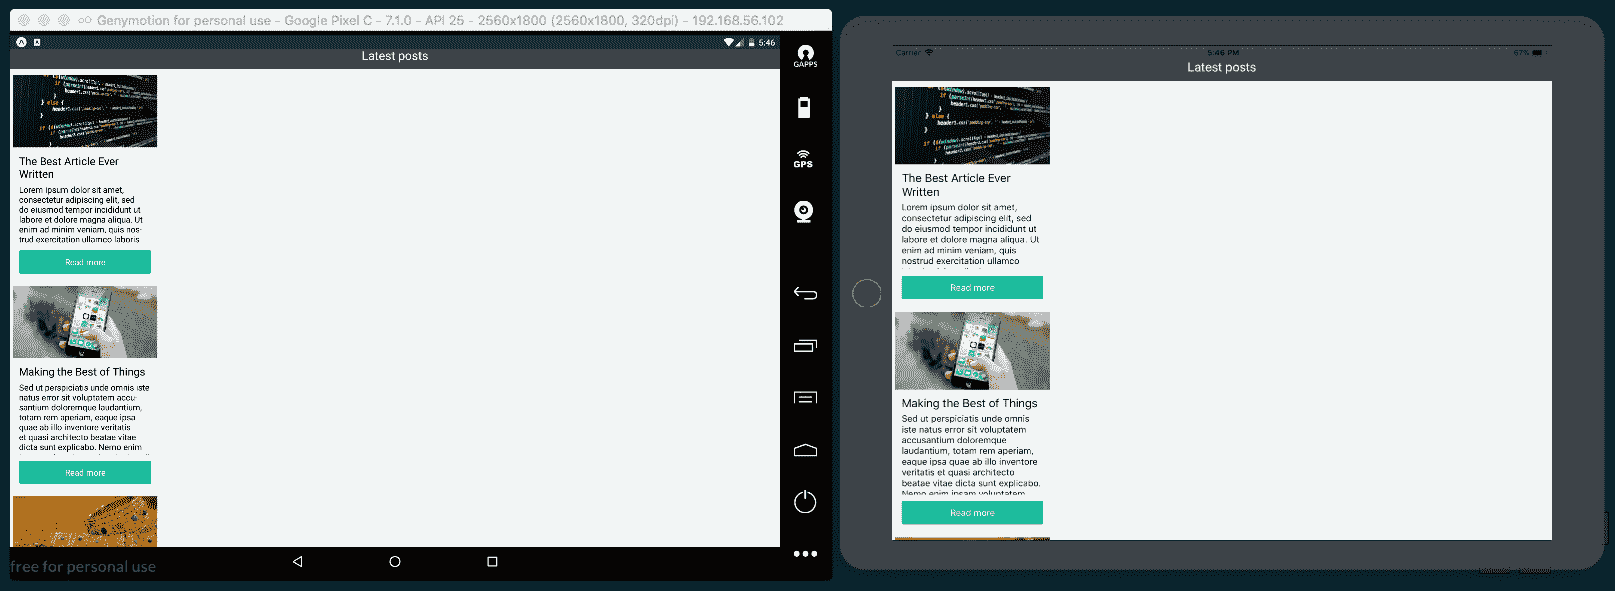 Genymotion for personal use - Google Pixel C - 7.1.0 - API 25 - 2560x1800 (2560x1800, 320dpi) - 192.168.56.102
5:46
Latest posts
The Best Article Ever
Written
Lorem ipsum dolor sit amet,
consectetur adipiscing elit, sed
do eiusmod tempor incididunt ut
labore et dolore magna aliqua. Ut
enim ad minim veniam, quis nos-
trud exercitation ullamco laboris
Read more
Making the Best of Things
Sed ut perspiciatis unde omnis iste
natus error sit voluptatem accu-
santium doloremque laudantium,
totam rem aperiam, eaque ipsa
quae ab illo inventore veritatis
et quasi architecto beatae vitae
dicta sunt explicabo. Nemo enim
Read more
free for personal use
GAPPS
GPS
Carrier
5:46 PM
67%
Latest posts
The Best Article Ever
Written
Lorem ipsum dolor sit amet,
consectetur adipiscing elit, sed
do eiusmod tempor incididunt ut
labore et dolore magna aliqua. Ut
enim ad minim veniam, quis
nostrud exercitation ullamco
Read more
Making the Best of Things
Sed ut perspiciatis unde omnis
iste natus error sit voluptatem
accusantium doloremque
laudantium, totam rem aperiam,
eaque ipsa quae ab illo inventore
veritatis et quasi architecto
beatae vitae dicta sunt explicabo.
Nemo enim ipsam voluptatem
Read more